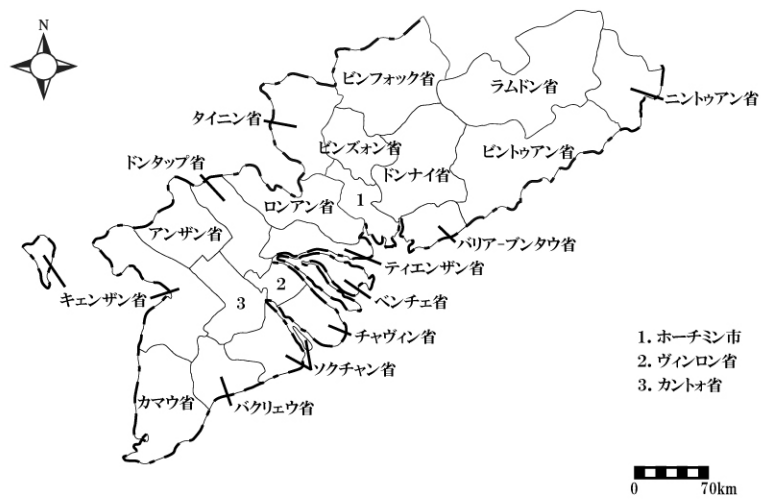 N
ビンフォック省
ラムドン省
ニントゥアン省
タイニン省
ビンズォン省
ビントゥアン省
ドンタップ省
ドンナイ省
ロンアン省
1
アンザン省
バリア-ブンタウ省
ティエンザン省
キェンザン省
2
3
ベンチェ省
チャヴィン省
ソクチャン省
カマウ省
バクリェウ省
1. ホーチミン市
2. ヴィンロン省
3. カントォ省
0 70km